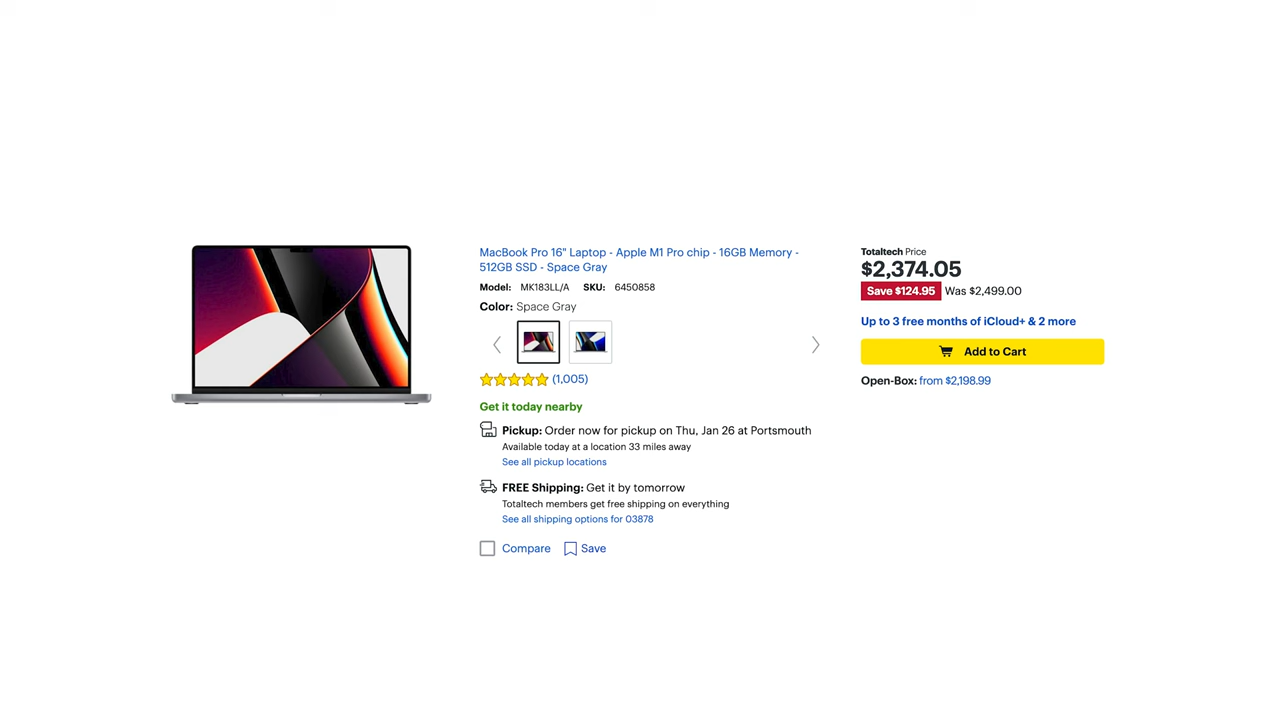 MacBook Pro 16" Laptop - Apple M1 Pro chip - 16GB Memory -
512GB SSD - Space Gray
Model: MK183LL/A SKU: 6450858
Color: Space Gray
(1,005)
Get it today nearby
Pickup: Order now for pickup on Thu, Jan 26 at Portsmouth
Available today at a location 33 miles away
See all pickup locations
FREE Shipping: Get it by tomorrow
Totaltech members get free shipping on everything
See all shipping options for 03878
Compare Save
Totaltech Price
$2,374.05
Save $124.95 Was $2,499.00
Up to 3 free months of iCloud+ & 2 more
Add to Cart
Open-Box: from $2,198.99